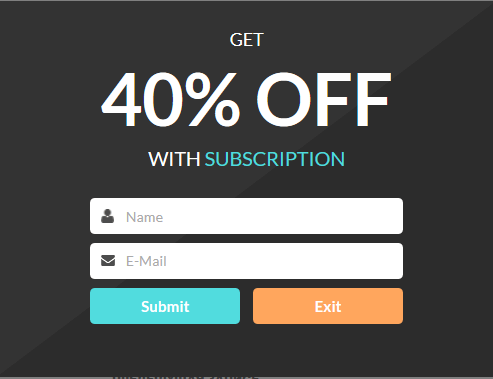 GET
40% OFF
WITH SUBSCRIPTION
Name
E-Mail
Submit Exit